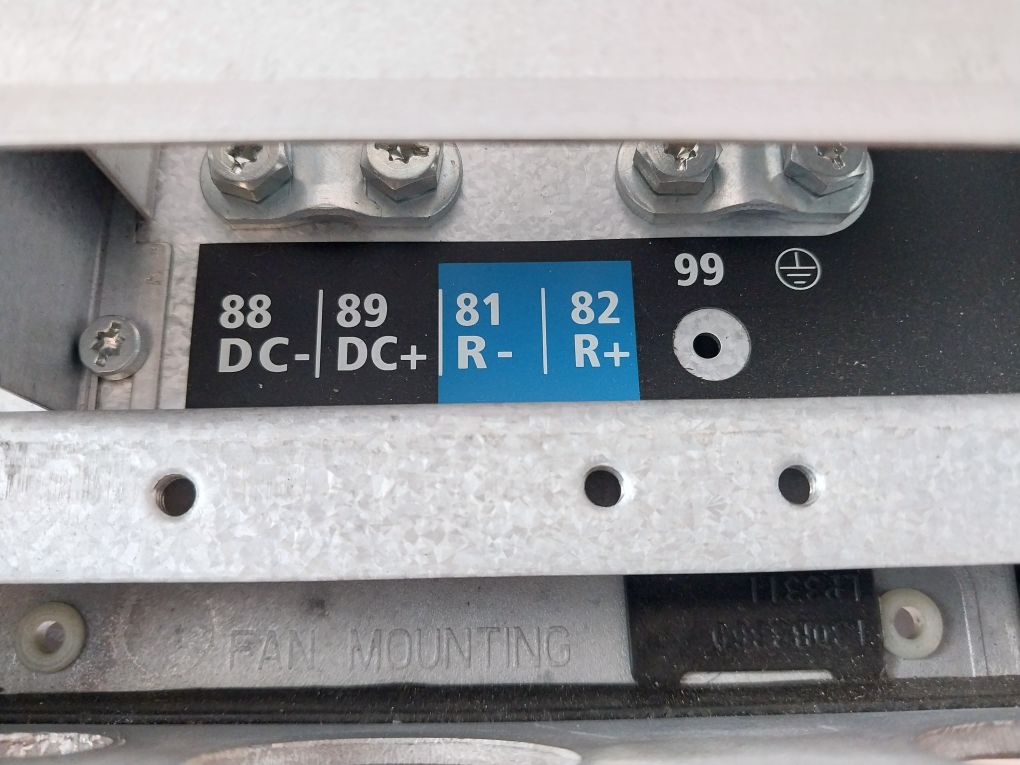 88 89 81 82 99
DC- DC+ R- R+
FAN MOUNTING